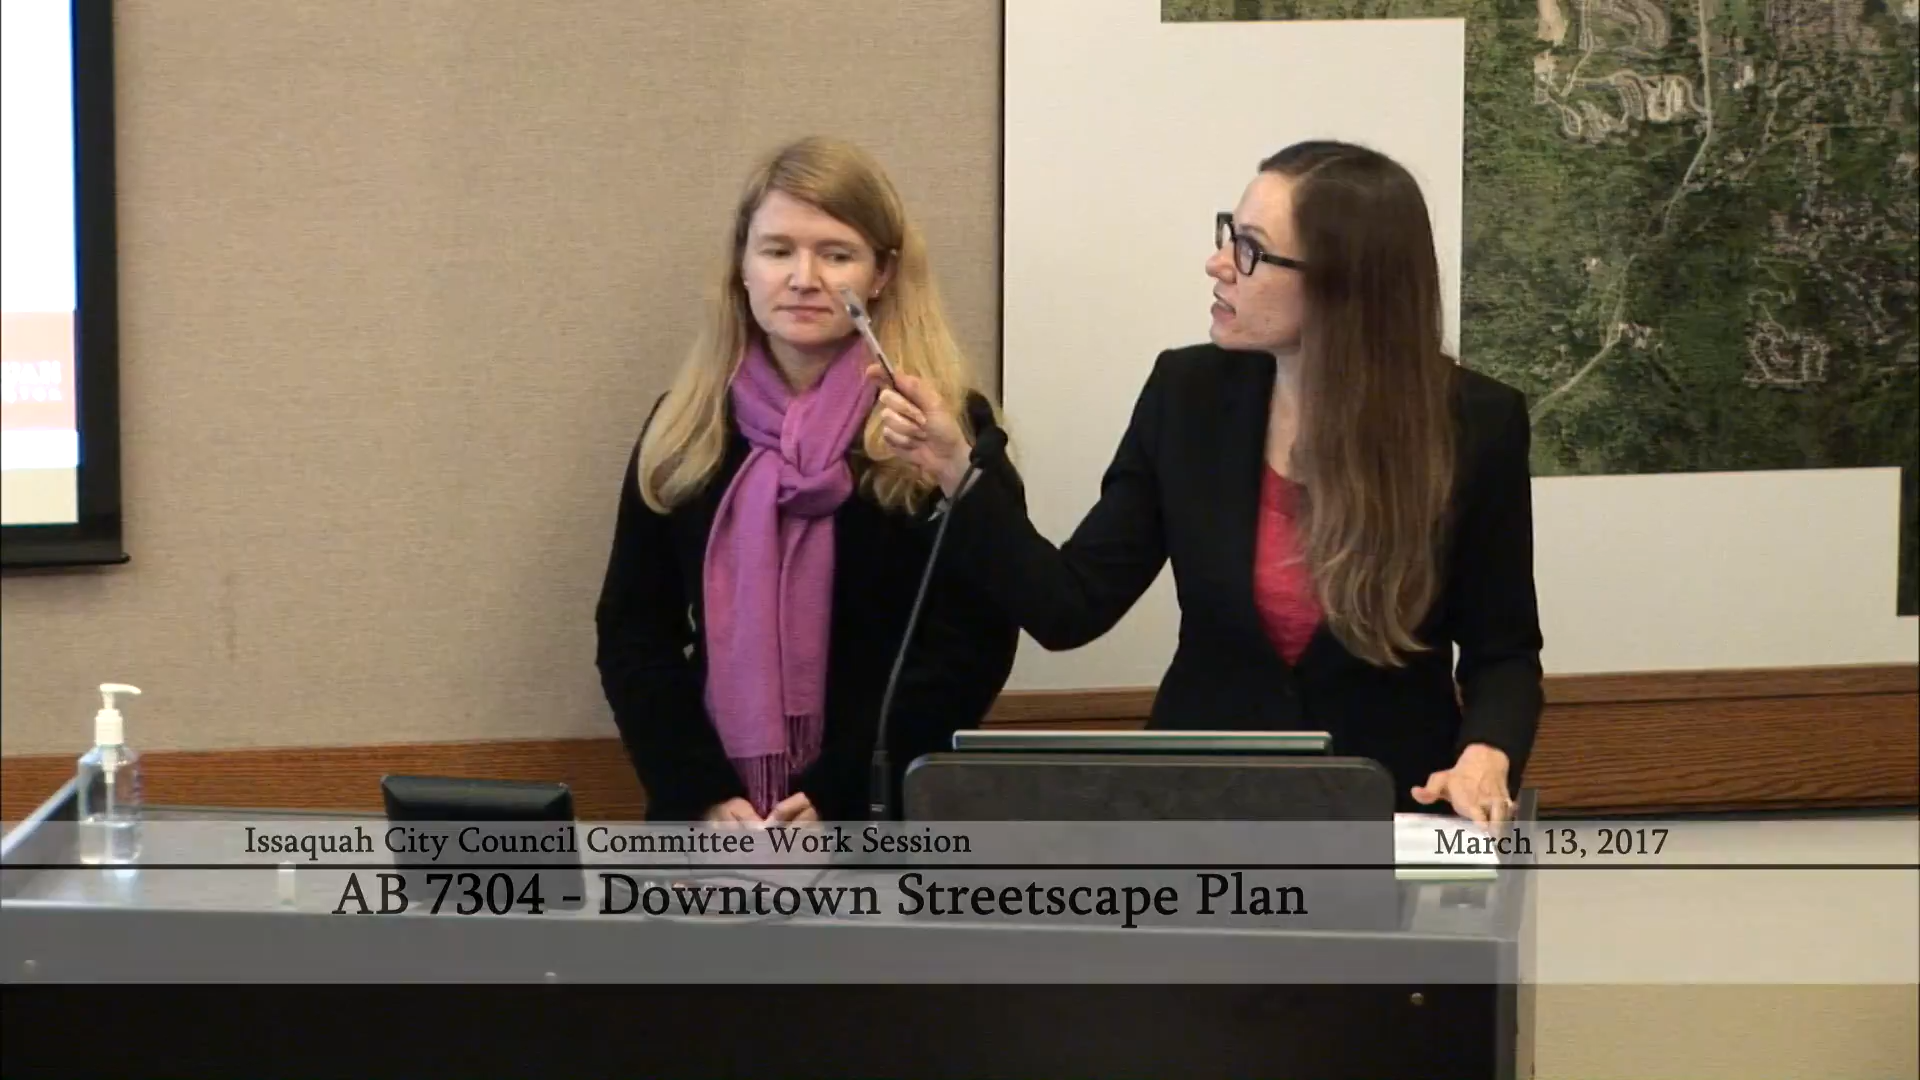 Issaquah City Council Committee Work Session
March 13, 2017
AB 7304 - Downtown Streetscape Plan